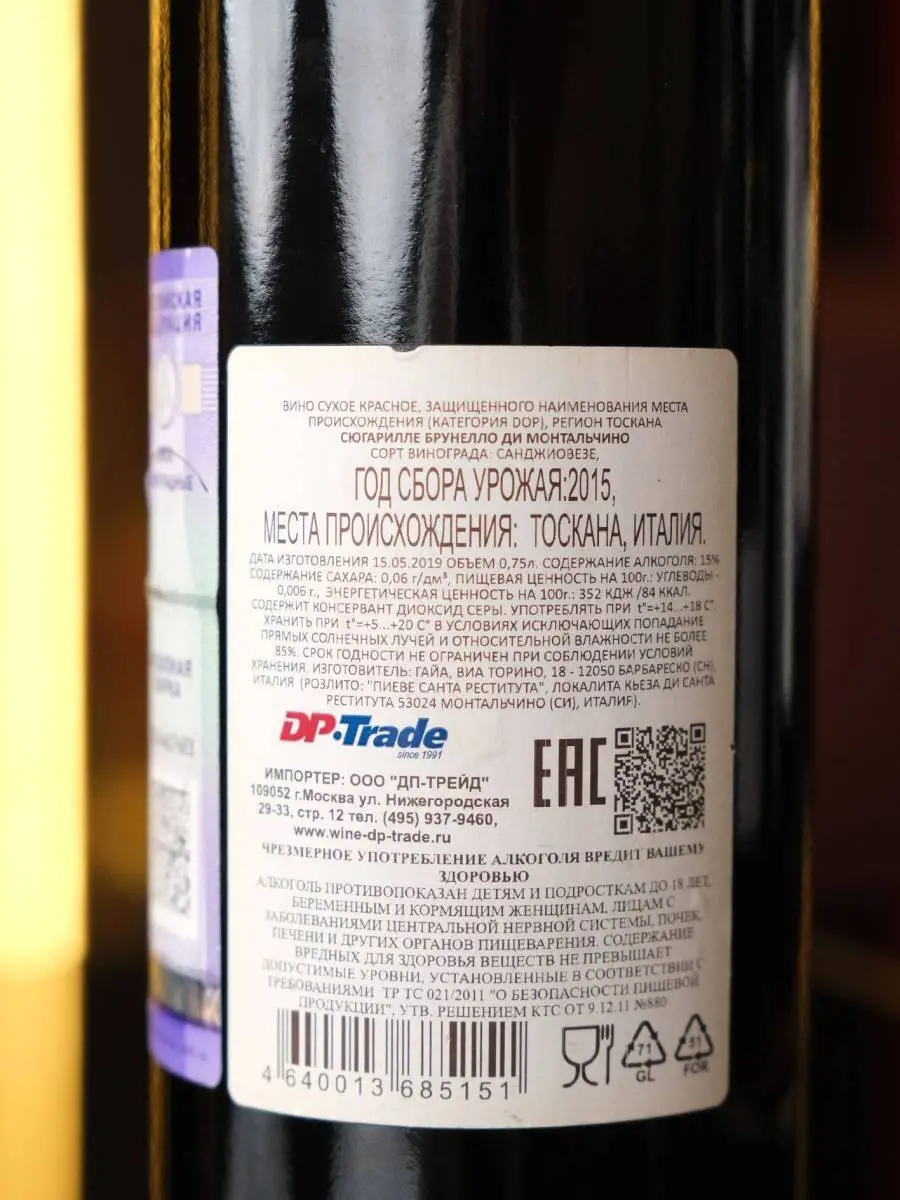 ВИНО СУХОЕ КРАСНОЕ, ЗАЩИЩЕННОГО НАИМЕНОВАНИЯ МЕСТА
ПРОИСХОЖДЕНИЯ (КАТЕГОРИЯ DOP), РЕГИОН ТОСКАНА
СЮГАРИЛЛЕ БРУНЕЛЛО ДИ МОНТАЛЬЧИНО
СОРТ ВИНОГРАДА: САНДЖИОВЕЗЕ,
ГОД СБОРА УРОЖАЯ:2015,
МЕСТА ПРОИСХОЖДЕНИЯ: ТОСКАНА, ИТАЛИЯ.
ДАТА ИЗГОТОВЛЕНИЯ 15.05.2019 ОБЪЕМ 0,75л. СОДЕРЖАНИЕ АЛКОГОЛЯ: 15%
СОДЕРЖАНИЕ САХАРА: 0,06 г/дм³, ПИЩЕВАЯ ЦЕННОСТЬ НА 100г.: УГЛЕВОДЫ -
0,006 г., ЭНЕРГЕТИЧЕСКАЯ ЦЕННОСТЬ НА 100г.: 352 КДЖ /84 ККАЛ.
СОДЕРЖИТ КОНСЕРВАНТ ДИОКСИД СЕРЫ. УПОТРЕБЛЯТЬ ПРИ t°=+14...+18 C°.
ХРАНИТЬ ПРИ t°=+5...+20 C° В УСЛОВИЯХ ИСКЛЮЧАЮЩИХ ПОПАДАНИЕ
ПРЯМЫХ СОЛНЕЧНЫХ ЛУЧЕЙ И ОТНОСИТЕЛЬНОЙ ВЛАЖНОСТИ НЕ БОЛЕЕ
85%. СРОК ГОДНОСТИ НЕ ОГРАНИЧЕН ПРИ СОБЛЮДЕНИИ УСЛОВИЙ
ХРАНЕНИЯ. ИЗГОТОВИТЕЛЬ: ГАЙА, ВИА ТОРИНО, 18 - 12050 БАРБАРЕСКО (CN),
ИТАЛИЯ (РОЗЛИТО: "ПИЕВЕ САНТА РЕСТИТУТА", ЛОКАЛИТА КЬЕЗА ДИ САНТА
РЕСТИТУТА 53024 МОНТАЛЬЧИНО (СИ), ИТАЛИЯ).
DP·Trade
since 1991
ИМПОРТЕР: ООО "ДП-ТРЕЙД"
109052 г.Москва ул. Нижегородская
29-33, стр. 12 тел. (495) 937-9460,
www.wine-dp-trade.ru
EAC
ЧРЕЗМЕРНОЕ УПОТРЕБЛЕНИЕ АЛКОГОЛЯ ВРЕДИТ ВАШЕМУ
ЗДОРОВЬЮ
АЛКОГОЛЬ ПРОТИВОПОКАЗАН ДЕТЯМ И ПОДРОСТКАМ ДО 18 ЛЕТ,
БЕРЕМЕННЫМ И КОРМЯЩИМ ЖЕНЩИНАМ, ЛИЦАМ С
ЗАБОЛЕВАНИЯМИ ЦЕНТРАЛЬНОЙ НЕРВНОЙ СИСТЕМЫ, ПОЧЕК,
ПЕЧЕНИ И ДРУГИХ ОРГАНОВ ПИЩЕВАРЕНИЯ. СОДЕРЖАНИЕ
ВРЕДНЫХ ДЛЯ ЗДОРОВЬЯ ВЕЩЕСТВ НЕ ПРЕВЫШАЕТ
ДОПУСТИМЫЕ УРОВНИ, УСТАНОВЛЕННЫЕ В СООТВЕТСТВИИ С
ТРЕБОВАНИЯМИ ТР ТС 021/2011 "О БЕЗОПАСНОСТИ ПИЩЕВОЙ
ПРОДУКЦИИ", УТВ. РЕШЕНИЕМ КТС ОТ 9.12.11 №880
4 640013 685151
71
GL
51
FOR